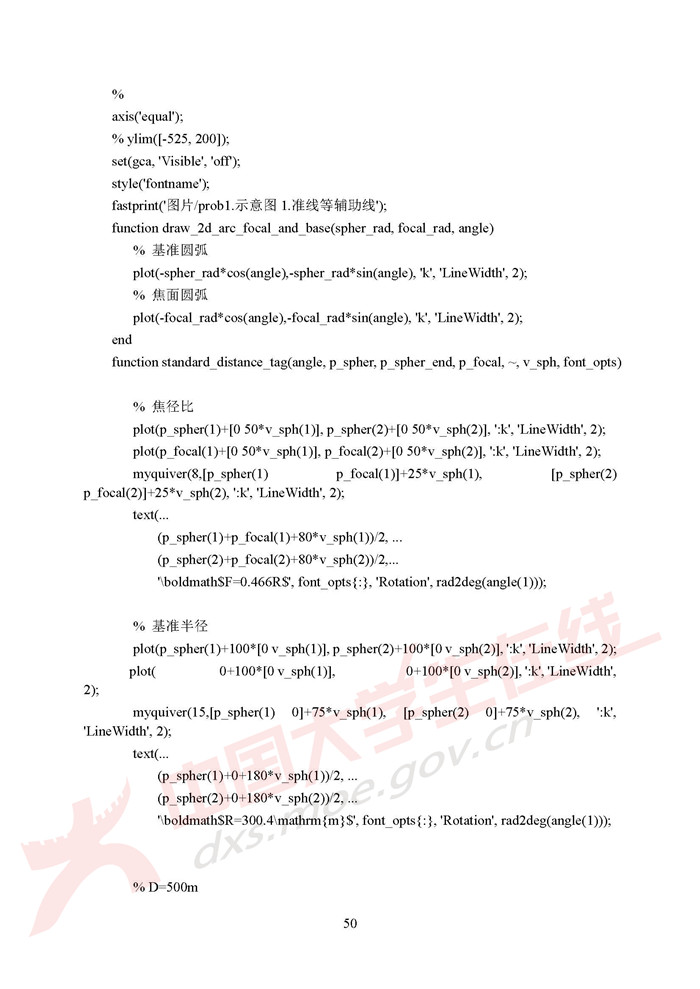 %
axis('equal');
% ylim([-525, 200]);
set(gca, 'Visible', 'off');
style('fontname');
fastprint('图片/prob1.示意图 1.准线等辅助线');
function draw_2d_arc_focal_and_base(spher_rad, focal_rad, angle)
% 基准圆弧
plot(-spher_rad*cos(angle),-spher_rad*sin(angle), 'k', 'LineWidth', 2);
% 焦面圆弧
plot(-focal_rad*cos(angle),-focal_rad*sin(angle), 'k', 'LineWidth', 2);
end
function standard_distance_tag(angle, p_spher, p_spher_end, p_focal, ~, v_sph, font_opts)
% 焦径比
plot(p_spher(1)+[0 50*v_sph(1)], p_spher(2)+[0 50*v_sph(2)], ':k', 'LineWidth', 2);
plot(p_focal(1)+[0 50*v_sph(1)], p_focal(2)+[0 50*v_sph(2)], ':k', 'LineWidth', 2);
myquiver(8,[p_spher(1) p_focal(1)]+25*v_sph(1), [p_spher(2)
p_focal(2)]+25*v_sph(2), ':k', 'LineWidth', 2);
text(...
(p_spher(1)+p_focal(1)+80*v_sph(1))/2, ...
(p_spher(2)+p_focal(2)+80*v_sph(2))/2,...
'\boldmath$F=0.466R$', font_opts{:}, 'Rotation', rad2deg(angle(1)));
% 基准半径
plot(p_spher(1)+100*[0 v_sph(1)], p_spher(2)+100*[0 v_sph(2)], ':k', 'LineWidth', 2);
plot( 0+100*[0 v_sph(1)], 0+100*[0 v_sph(2)], ':k', 'LineWidth',
2);
myquiver(15,[p_spher(1) 0]+75*v_sph(1), [p_spher(2) 0]+75*v_sph(2), ':k',
'LineWidth', 2);
text(...
(p_spher(1)+0+180*v_sph(1))/2, ...
(p_spher(2)+0+180*v_sph(2))/2, ...
'\boldmath$R=300.4\mathrm{m}$', font_opts{:}, 'Rotation', rad2deg(angle(1)));
% D=500m
50
中国大学生在线
dxs.moe.gov.cn